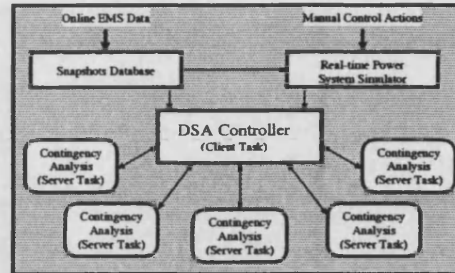 Online EMS Data
Manual Control Actions
Snapshots Database
Real-time Power
System Simulator
DSA Controller
(Client Task)
Contingency
Analysis
(Server Task)
Contingency
Analysis
(Server Task)
Contingency
Analysis
(Server Task)
Contingency
Analysis
(Server Task)
Contingency
Analysis
(Server Task)